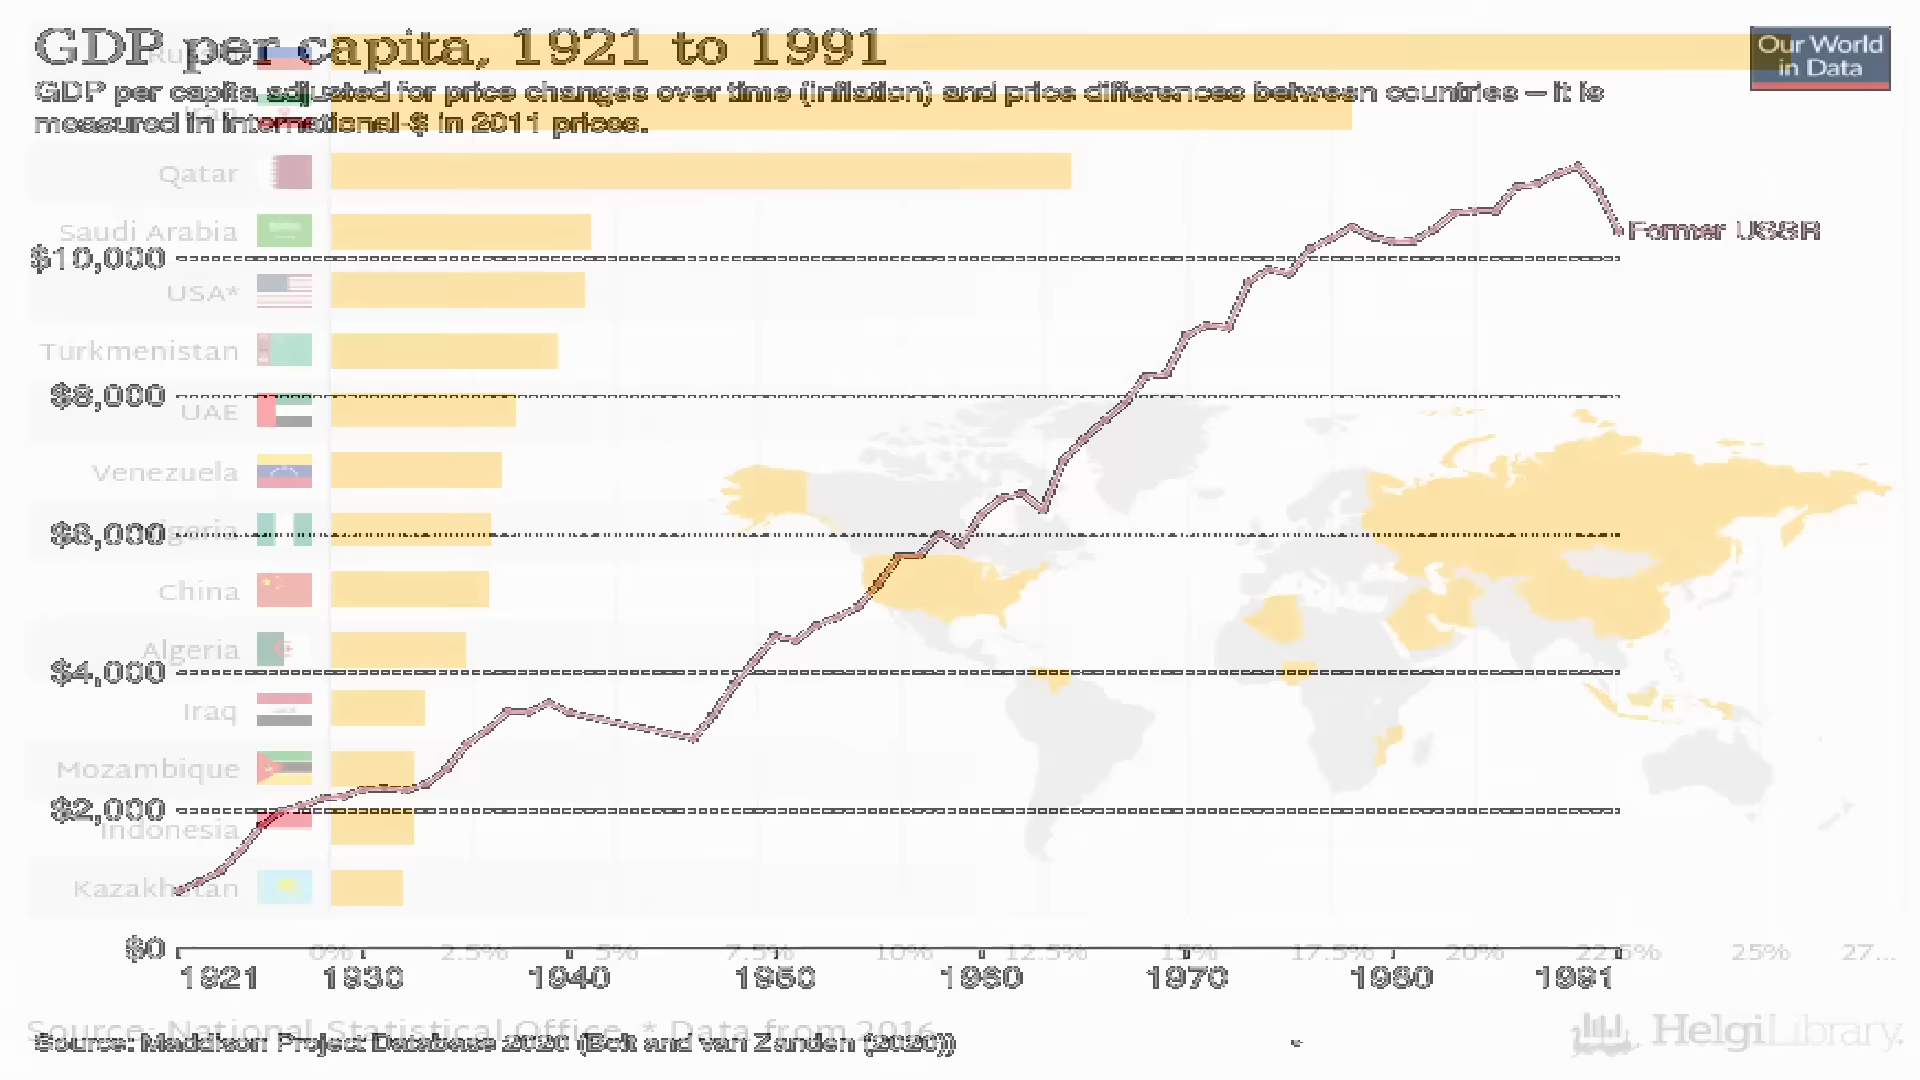 GDP per capita, 1921 to 1991
Our World
in Data
GDP per capita adjusted for price changes over time (inflation) and price differences between countries – it is
measured in international-$ in 2011 prices.
Russia
Iran
Qatar
Saudi Arabia
Former USSR
$10,000
USA*
Turkmenistan
$8,000
UAE
Venezuela
$6,000
Nigeria
China
Algeria
$4,000
Iraq
Mozambique
$2,000
Indonesia
Kazakhstan
$0
0% 2.5% 5% 7.5% 10% 12.5% 15% 17.5% 20% 22.5% 25% 27...
1921 1930 1940 1950 1960 1970 1980 1991
Source: National Statistical Office, * Data from 2016
Source: Maddison Project Database 2020 (Bolt and van Zanden (2020))
HelgiLibrary.